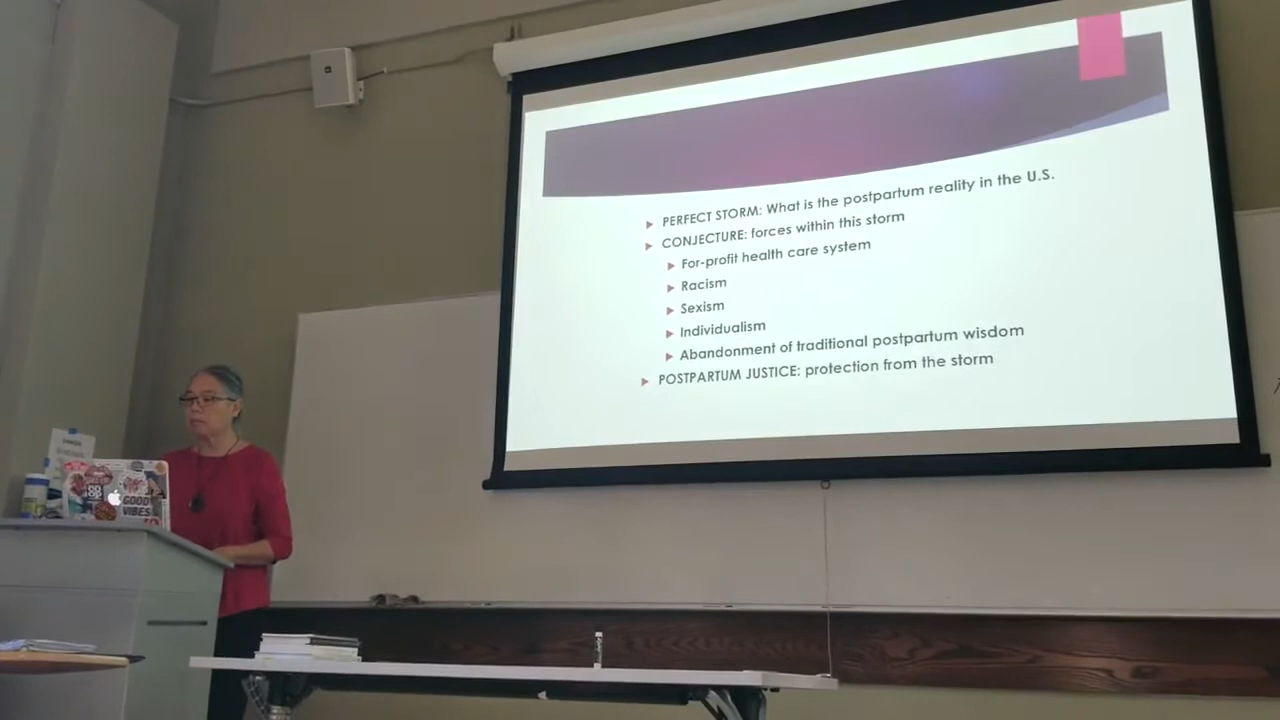 PERFECT STORM: What is the postpartum reality in the U.S.
CONJECTURE: forces within this storm
For-profit health care system
Racism
Sexism
Individualism
Abandonment of traditional postpartum wisdom
POSTPARTUM JUSTICE: protection from the storm
GOOD
VIBES